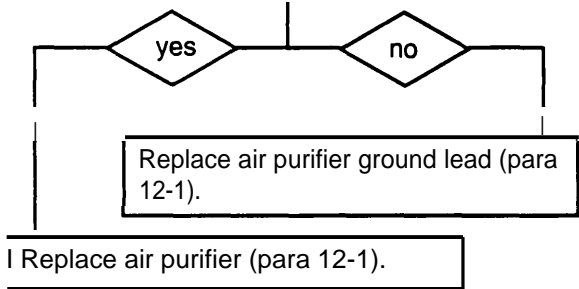 yes
no
Replace air purifier ground lead (para
12-1).
I Replace air purifier (para 12-1).